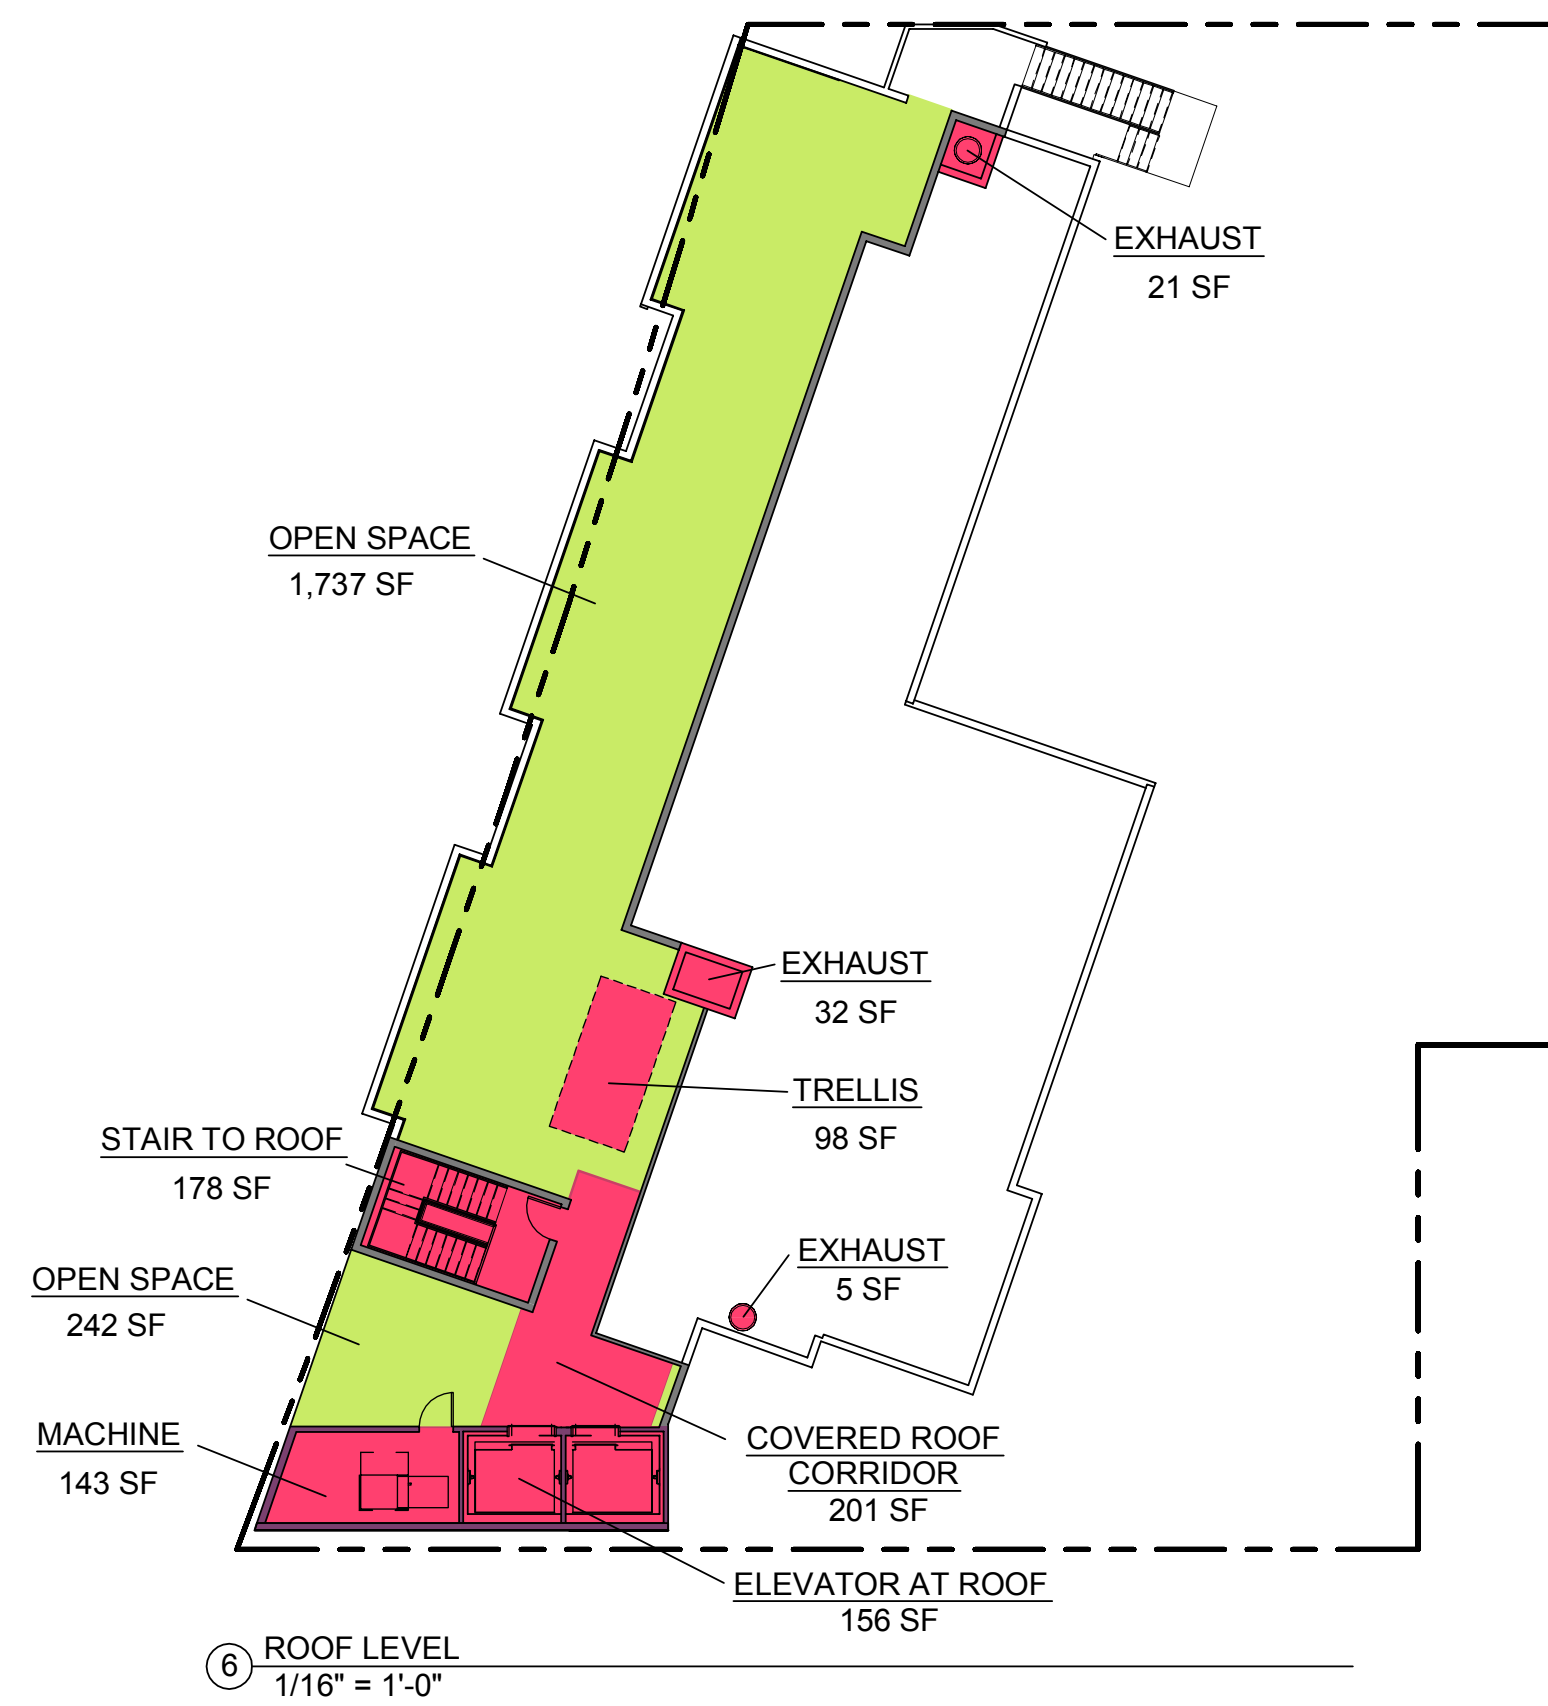 EXHAUST
21 SF
OPEN SPACE
1,737 SF
EXHAUST
32 SF
TRELLIS
98 SF
STAIR TO ROOF
178 SF
EXHAUST
5 SF
OPEN SPACE
242 SF
MACHINE
143 SF
COVERED ROOF
CORRIDOR
201 SF
ELEVATOR AT ROOF
156 SF
6 ROOF LEVEL
1/16" = 1'-0"